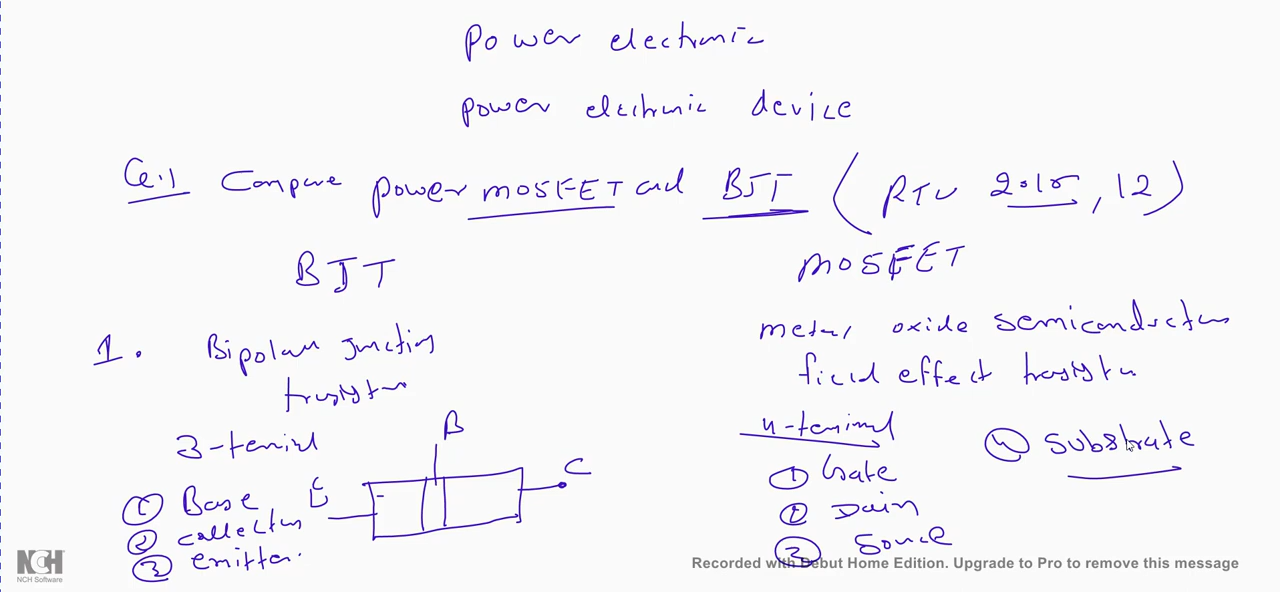 Power electronic
power electronic device
Que.1 Compare power MOSFET and BJT ( RTU 2015, 12 )
BJT
MOSFET
1. Bipolar junction
transistor
3-terminal
① Base
② collector
③ emitter.
B
E
C
metal oxide semiconductor
field effect transistor
4-terminal
① Gate
② Drain
③ Source
④ Substrate
NCH
NCH Software
Recorded with Debut Home Edition. Upgrade to Pro to remove this message